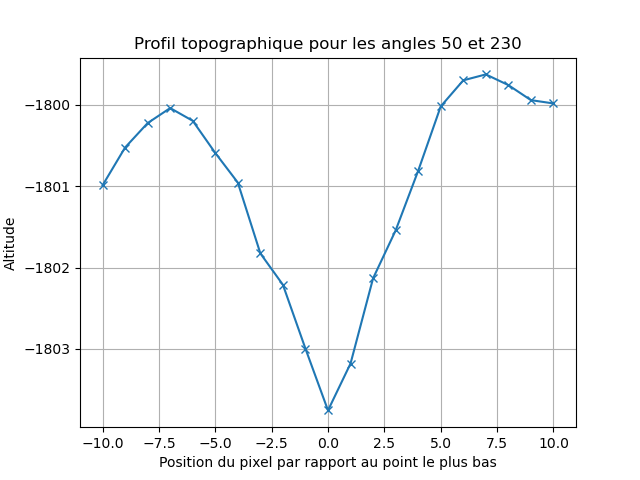 Profil topographique pour les angles 50 et 230
−1800
−1801
−1802
−1803
Altitude
−10.0 −7.5 −5.0 −2.5 0.0 2.5 5.0 7.5 10.0
Position du pixel par rapport au point le plus bas